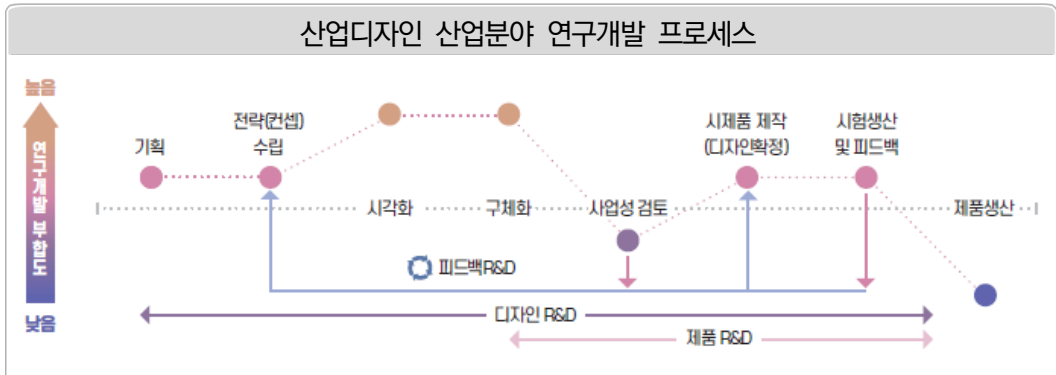 산업디자인 산업분야 연구개발 프로세스
높음
연구개발 부합도
낮음
기획
전략(컨셉)
수립
시각화
구체화
사업성 검토
시제품 제작
(디자인확정)
시험생산
및 피드백
제품생산
피드백R&D
디자인 R&D
제품 R&D